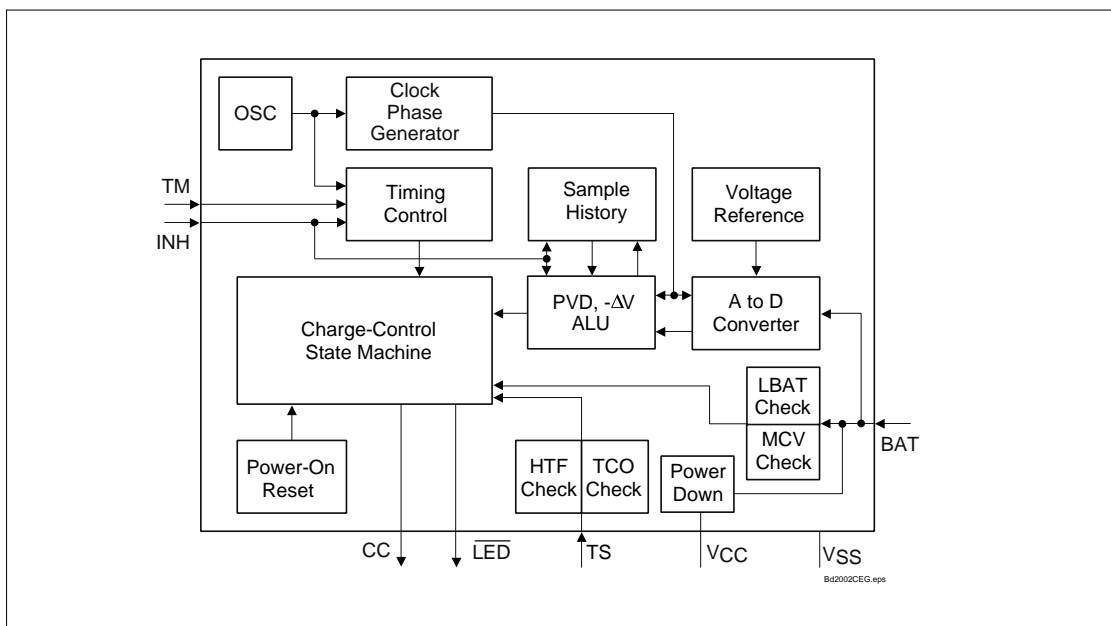 OSC
Clock
Phase
Generator
TM
INH
Timing
Control
Sample
History
Voltage
Reference
Charge-Control
State Machine
PVD, -ΔV
ALU
A to D
Converter
LBAT
Check
MCV
Check
BAT
Power-On
Reset
HTF
Check
TCO
Check
Power
Down
CC
LED
TS
VCC
VSS
Bd2002CEG.eps